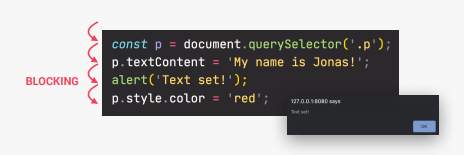 const p = document.querySelector('.p');
p.textContent = 'My name is Jonas!';
BLOCKING
alert('Text set!');
p.style.color = 'red';
127.0.0.1:8080 says
Text set!
OK